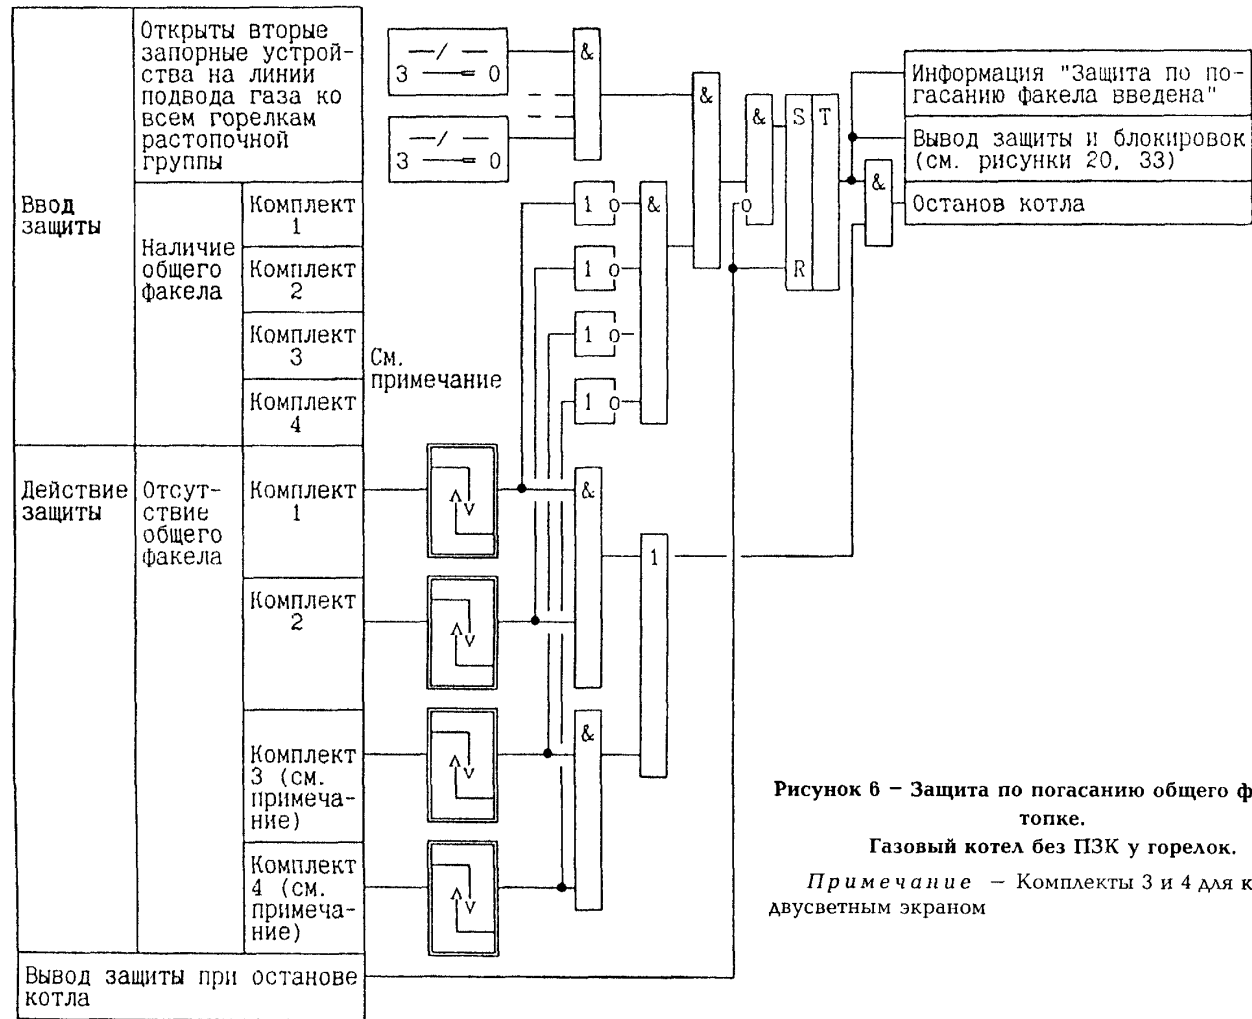 Открыты вторые
запорные устрой-
ства на линии
подвода газа ко
всем горелкам
растопочной
группы
Ввод
защиты
Наличие
общего
факела
Комплект
1
Комплект
2
Комплект
3
Комплект
4
См.
примечание
Действие
защиты
Отсут-
ствие
общего
факела
Комплект
1
Комплект
2
Комплект
3 (см.
примеча-
ние)
Комплект
4 (см.
примеча-
ние)
Вывод защиты при останове
котла
З О
З О
&
&
&
S T
R
1 о
1 о
1 о
1 о
&
о
&
&
1
&
Информация "Защита по по-
гасанию факела введена"
Вывод защиты и блокировок
(см. рисунки 20, 33)
Останов котла
Рисунок 6 – Защита по погасанию общего ф
топке.
Газовый котел без ПЗК у горелок.
Примечание – Комплекты 3 и 4 для к
двусветным экраном